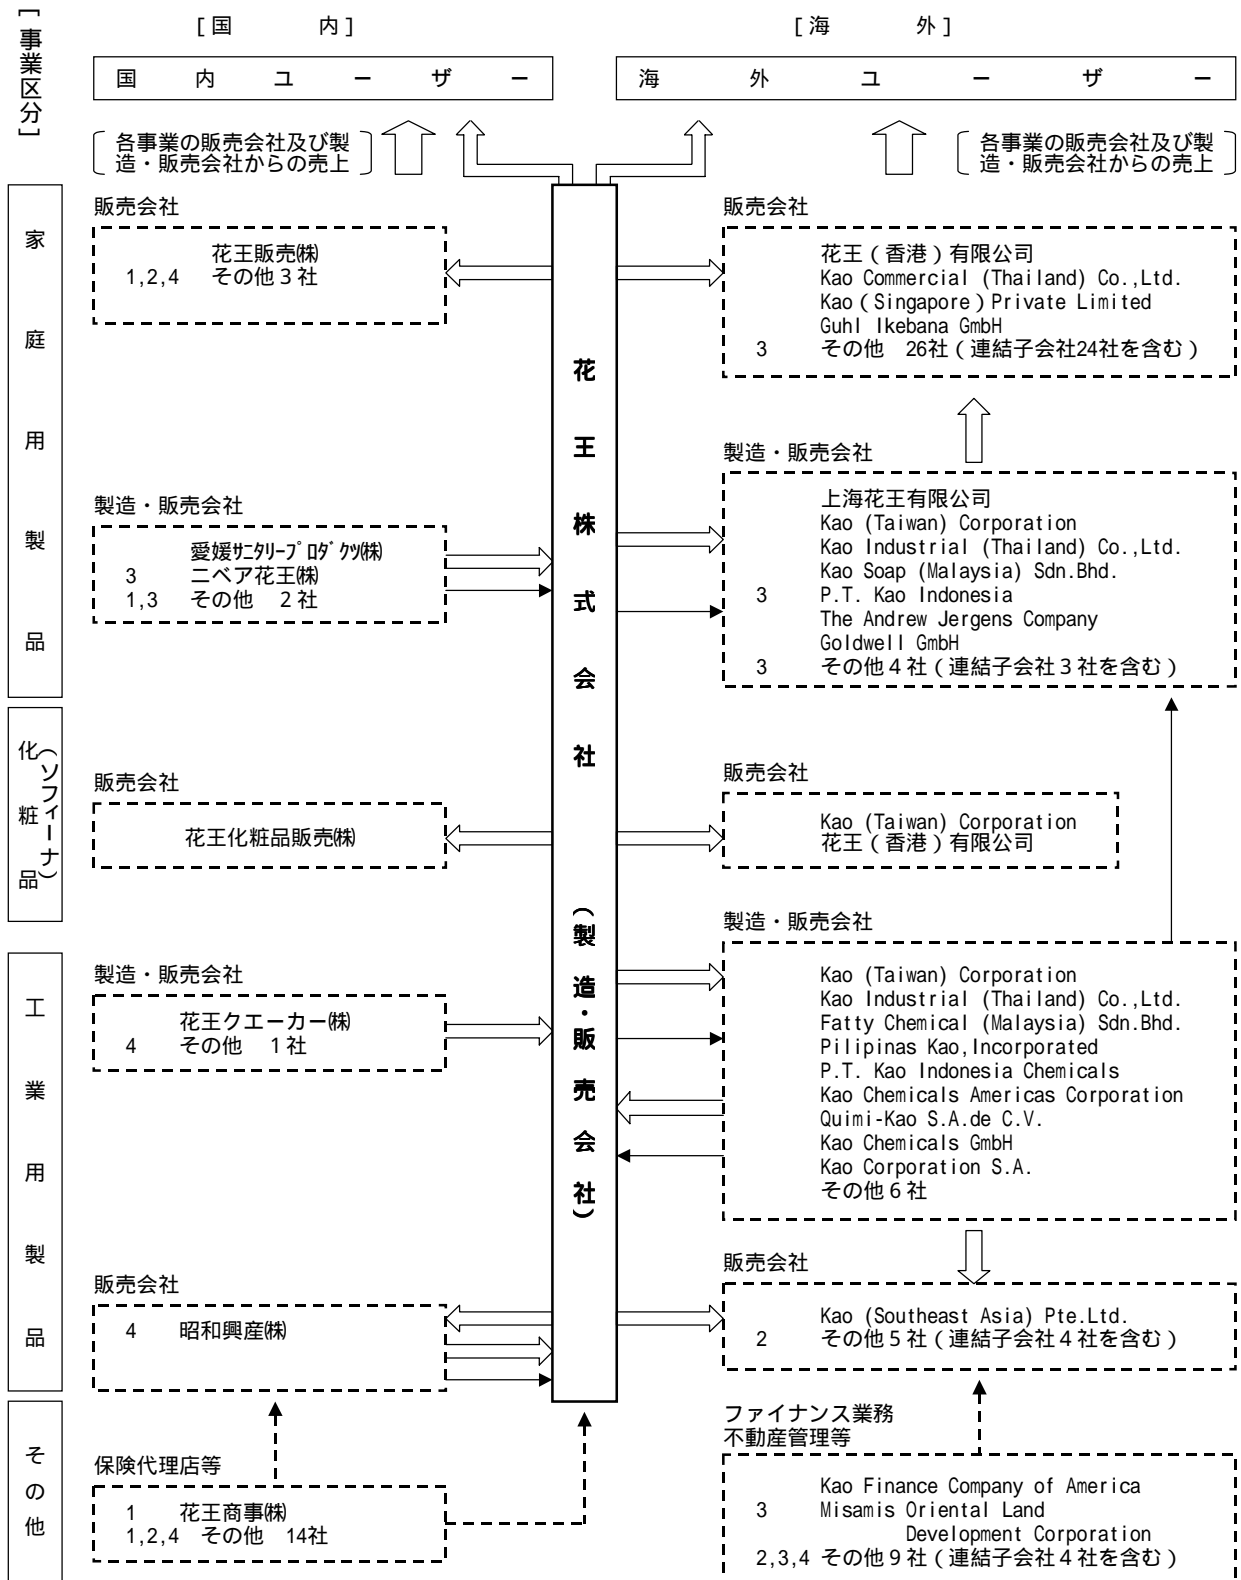 [事業区分]
[国　　　内]
[海　　　外]
国内ユーザー
海外ユーザー
各事業の販売会社及び製
造・販売会社からの売上
各事業の販売会社及び製
造・販売会社からの売上
家庭用製品
販売会社
花王販売㈱
1,2,4 その他３社
製造・販売会社
愛媛ｻﾆﾀﾘｰﾌﾟﾛﾀﾞｸﾂ㈱
3 ニベア花王㈱
1,3 その他　２社
花王株式会社（製造・販売会社）
販売会社
花王（香港）有限公司
Kao Commercial (Thailand) Co.,Ltd.
Kao (Singapore) Private Limited
Guhl Ikebana GmbH
3 その他　26社（連結子会社24社を含む）
製造・販売会社
上海花王有限公司
Kao (Taiwan) Corporation
Kao Industrial (Thailand) Co.,Ltd.
Kao Soap (Malaysia) Sdn.Bhd.
3 P.T. Kao Indonesia
The Andrew Jergens Company
Goldwell GmbH
3 その他４社（連結子会社３社を含む）
化粧品（ソフィーナ）
販売会社
花王化粧品販売㈱
販売会社
Kao (Taiwan) Corporation
花王（香港）有限公司
工業用製品
製造・販売会社
花王クエーカー㈱
4 その他　１社
販売会社
4 昭和興産㈱
製造・販売会社
Kao (Taiwan) Corporation
Kao Industrial (Thailand) Co.,Ltd.
Fatty Chemical (Malaysia) Sdn.Bhd.
Pilipinas Kao,Incorporated
P.T. Kao Indonesia Chemicals
Kao Chemicals Americas Corporation
Quimi-Kao S.A.de C.V.
Kao Chemicals GmbH
Kao Corporation S.A.
その他６社
販売会社
Kao (Southeast Asia) Pte.Ltd.
2 その他５社（連結子会社４社を含む）
その他
保険代理店等
1 花王商事㈱
1,2,4 その他　14社
ファイナンス業務
不動産管理等
Kao Finance Company of America
3 Misamis Oriental Land
Development Corporation
2,3,4 その他９社（連結子会社４社を含む）